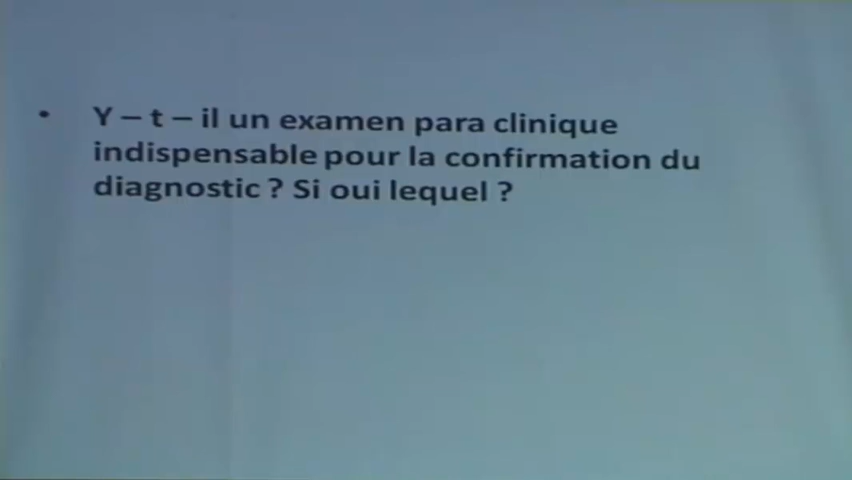 • Y – t – il un examen para clinique
indispensable pour la confirmation du
diagnostic ? Si oui lequel ?